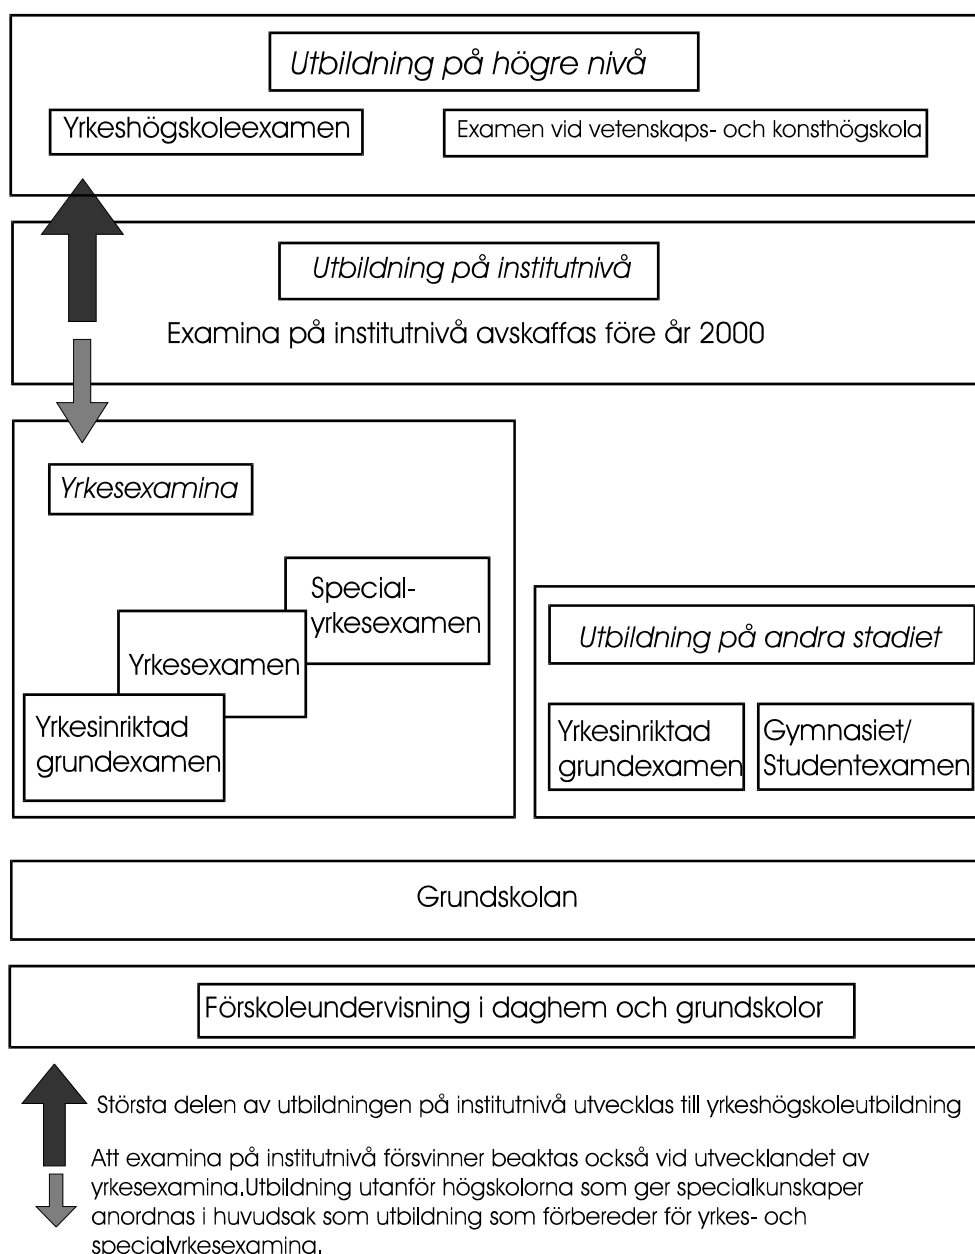 Utbildning på högre nivå
Yrkeshögskoleexamen
Examen vid vetenskaps- och konsthögskola
Utbildning på institutnivå
Examina på institutnivå avskaffas före år 2000
Yrkesexamina
Special-
yrkesexamen
Yrkesexamen
Yrkesinriktad
grundexamen
Utbildning på andra stadiet
Yrkesinriktad
grundexamen
Gymnasiet/
Studentexamen
Grundskolan
Förskoleundervisning i daghem och grundskolor
Största delen av utbildningen på institutnivå utvecklas till yrkeshögskoleutbildning
Att examina på institutnivå försvinner beaktas också vid utvecklandet av
yrkesexamina.Utbildning utanför högskolorna som ger specialkunskaper
anordnas i huvudsak som utbildning som förbereder för yrkes- och
specialyrkesexamina.